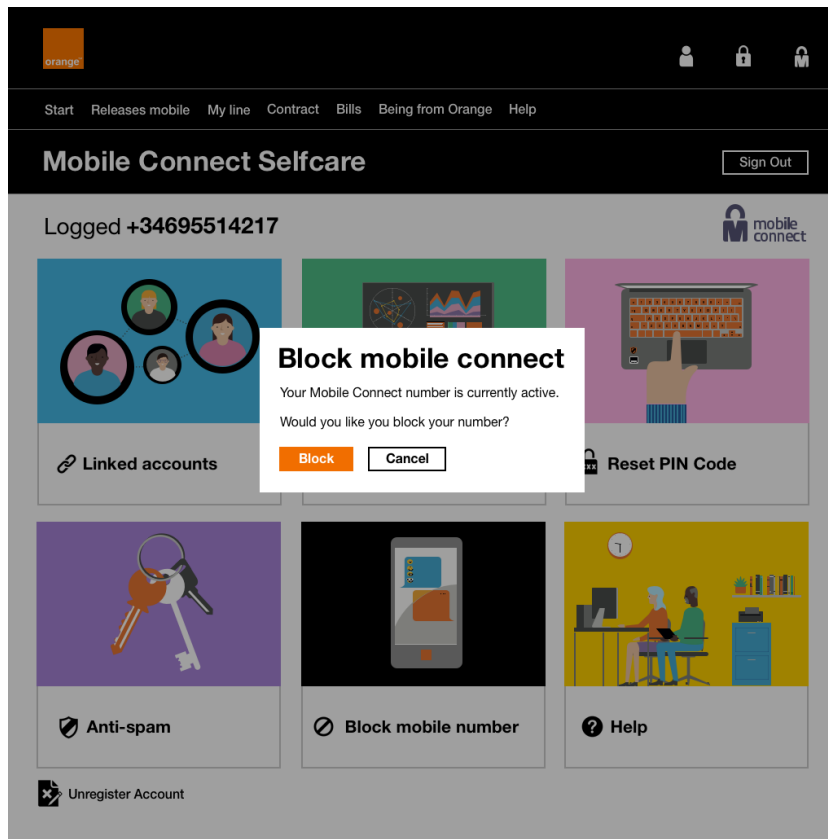 orange
Start Releases mobile My line Contract Bills Being from Orange Help
Mobile Connect Selfcare
Sign Out
Logged +34695514217
mobile
connect
Block mobile connect
Your Mobile Connect number is currently active.
Would you like you block your number?
Block Cancel
Linked accounts
Reset PIN Code
Anti-spam
Block mobile number
Help
Unregister Account